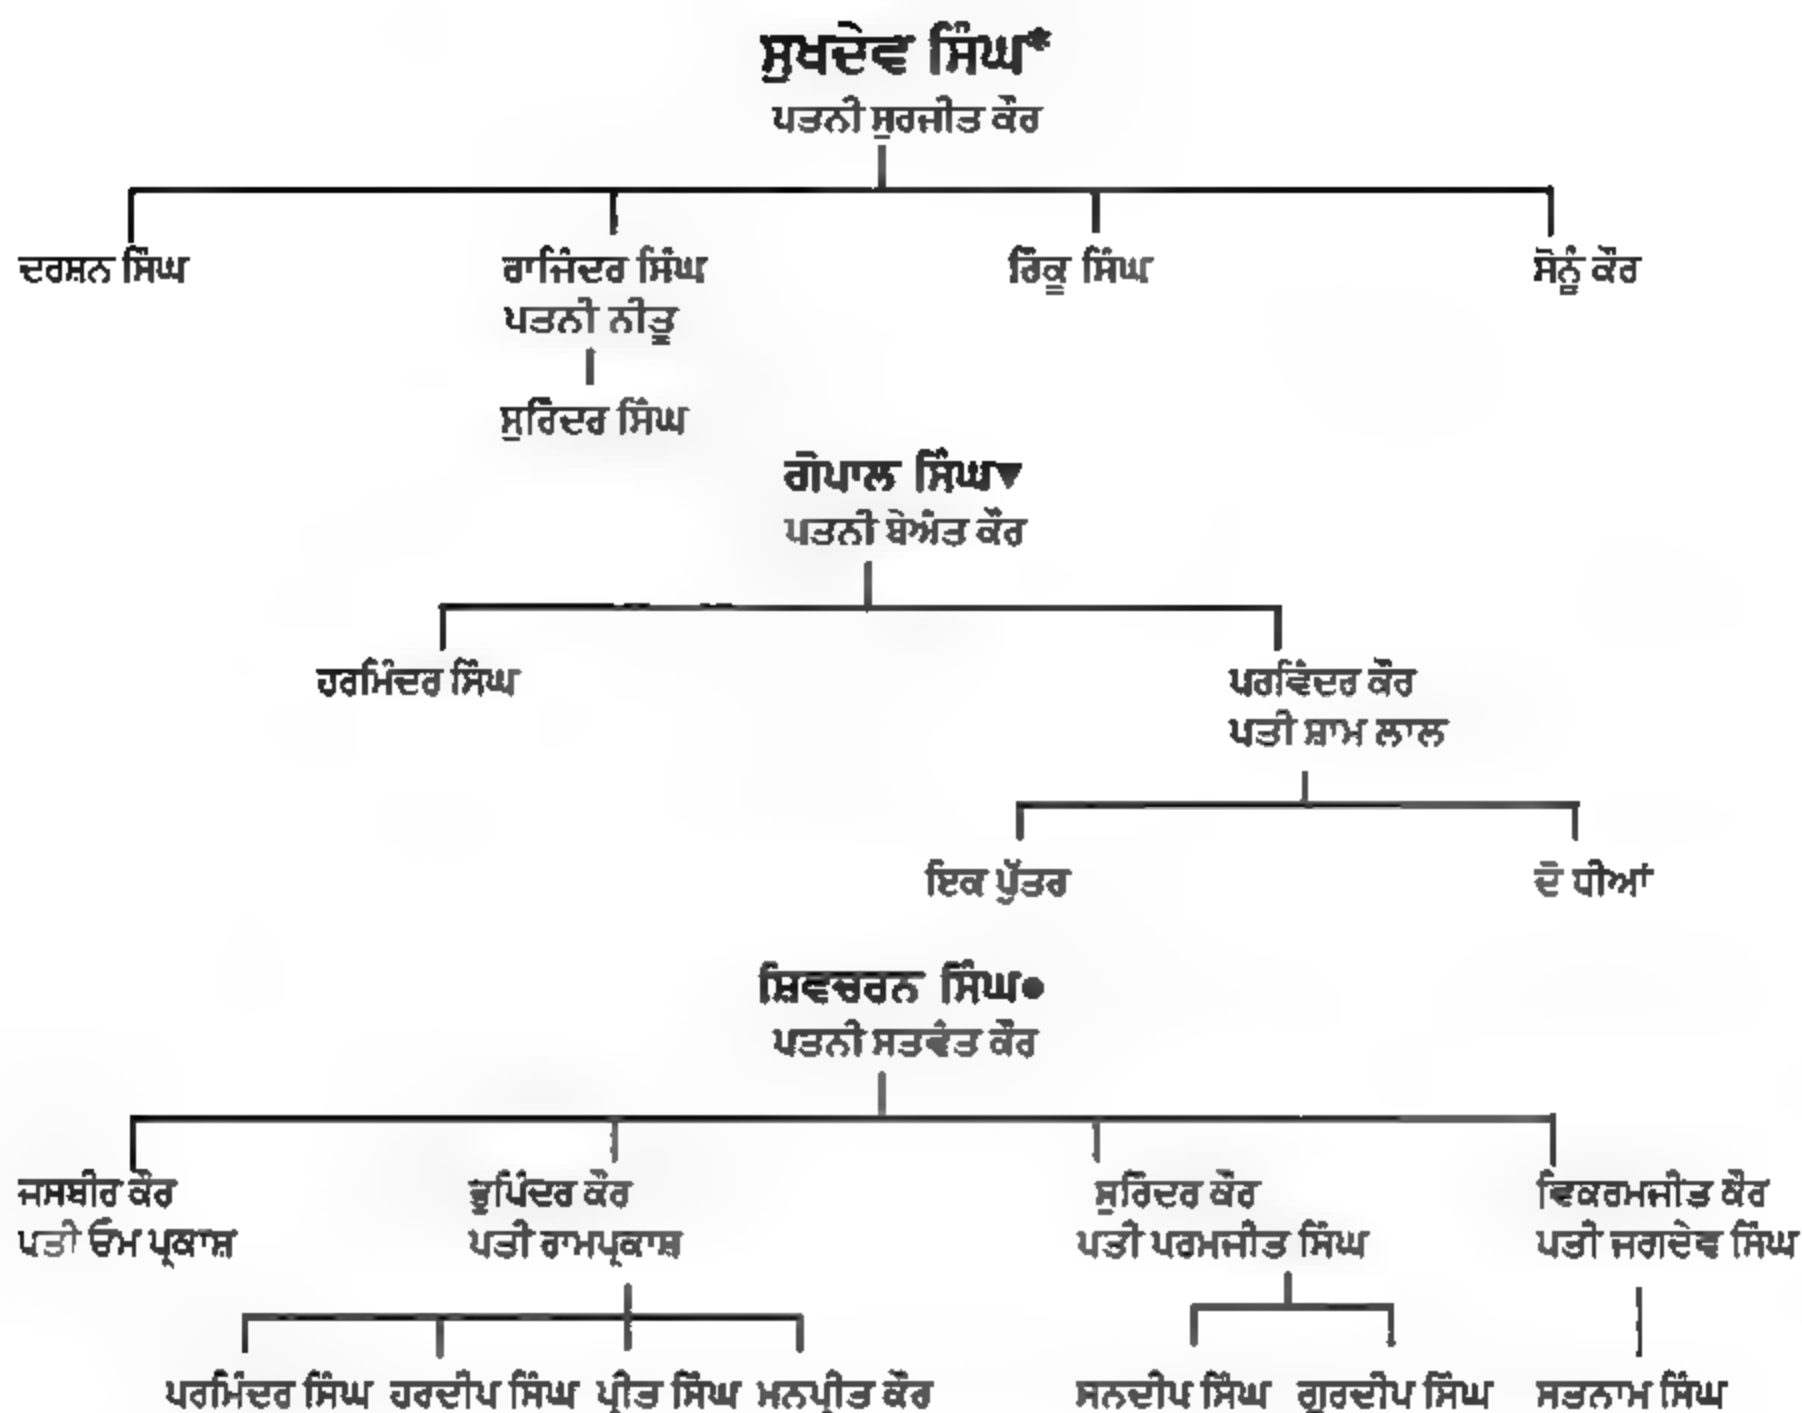 ਸੁਖਦੇਵ ਸਿੰਘ*
ਪਤਨੀ ਸੁਰਜੀਤ ਕੌਰ
ਦਰਸ਼ਨ ਸਿੰਘ ਰਾਜਿੰਦਰ ਸਿੰਘ ਰਿੰਕੂ ਸਿੰਘ ਸੋਨੂੰ ਕੌਰ
ਪਤਨੀ ਨੀਤੂ
ਸੁਰਿੰਦਰ ਸਿੰਘ
ਗੋਪਾਲ ਸਿੰਘ▼
ਪਤਨੀ ਬੇਅੰਤ ਕੌਰ
ਹਰਮਿੰਦਰ ਸਿੰਘ ਪਰਵਿੰਦਰ ਕੌਰ
ਪਤੀ ਸ਼ਾਮ ਲਾਲ
ਇਕ ਪੁੱਤਰ ਦੋ ਧੀਆਂ
ਸ਼ਿਵਚਰਨ ਸਿੰਘ●
ਪਤਨੀ ਸਤਵੰਤ ਕੌਰ
ਜਸਬੀਰ ਕੌਰ ਭੁਪਿੰਦਰ ਕੌਰ ਸੁਰਿੰਦਰ ਕੌਰ ਵਿਕਰਮਜੀਤ ਕੌਰ
ਪਤੀ ਓਮ ਪ੍ਰਕਾਸ਼ ਪਤੀ ਰਾਮਪ੍ਰਕਾਸ਼ ਪਤੀ ਪਰਮਜੀਤ ਸਿੰਘ ਪਤੀ ਜਗਦੇਵ ਸਿੰਘ
ਪਰਮਿੰਦਰ ਸਿੰਘ ਹਰਦੀਪ ਸਿੰਘ ਪ੍ਰੀਤ ਸਿੰਘ ਮਨਪ੍ਰੀਤ ਕੌਰ ਸਨਦੀਪ ਸਿੰਘ ਗੁਰਦੀਪ ਸਿੰਘ ਸਤਨਾਮ ਸਿੰਘ